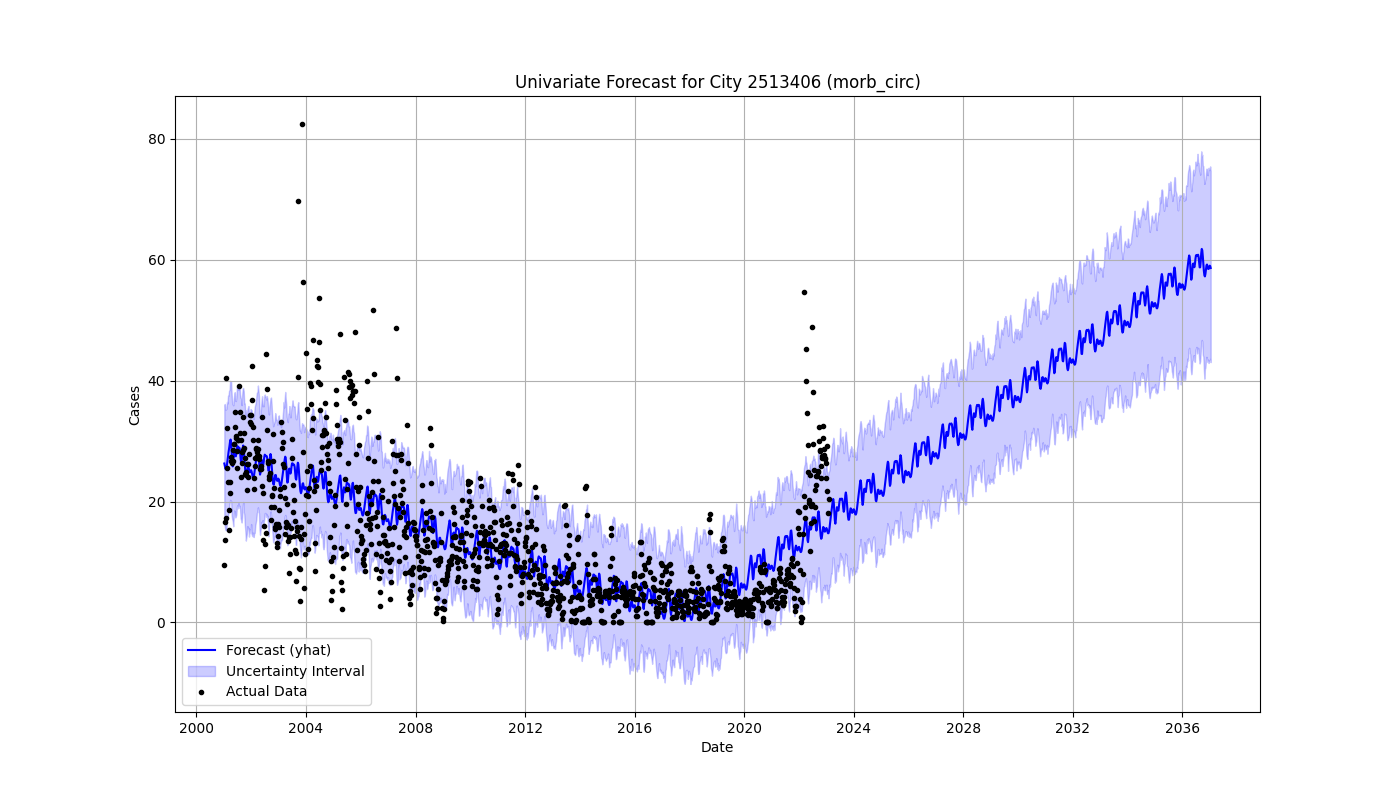 Univariate Forecast for City 2513406 (morb_circ)
80
60
40
20
0
Cases
Forecast (yhat)
Uncertainty Interval
Actual Data
2000 2004 2008 2012 2016 2020 2024 2028 2032 2036
Date